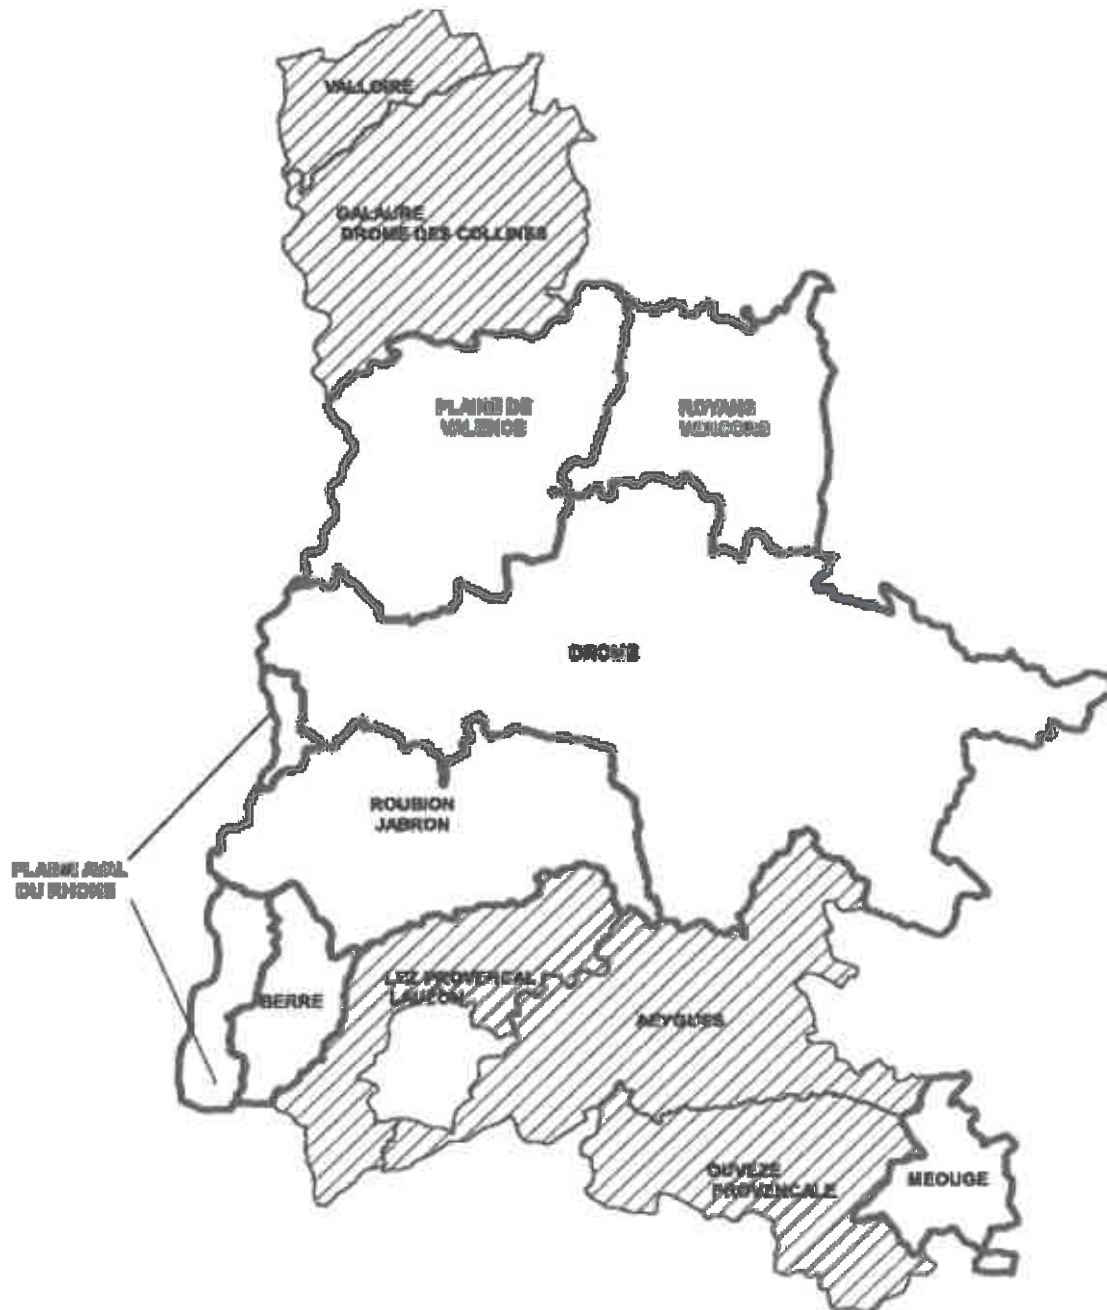 VALLOIRE
GALAURE
DROME DES COLLINES
PLAINE DE
VALENCE
ROYANS
VERCORS
DROME
ROUBION
JABRON
PLAINE AVAL
DU RHONE
LEZ PROVENCAL
LAUZON
BERRE
AEYGUES
OUVEZE
PROVENCALE
MEOUGE